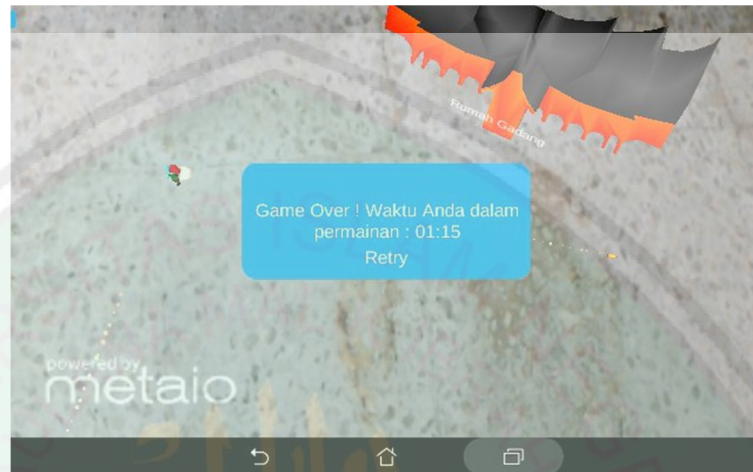 Rumah Gadang
Game Over ! Waktu Anda dalam
permainan : 01:15
Retry
powered by
metaio